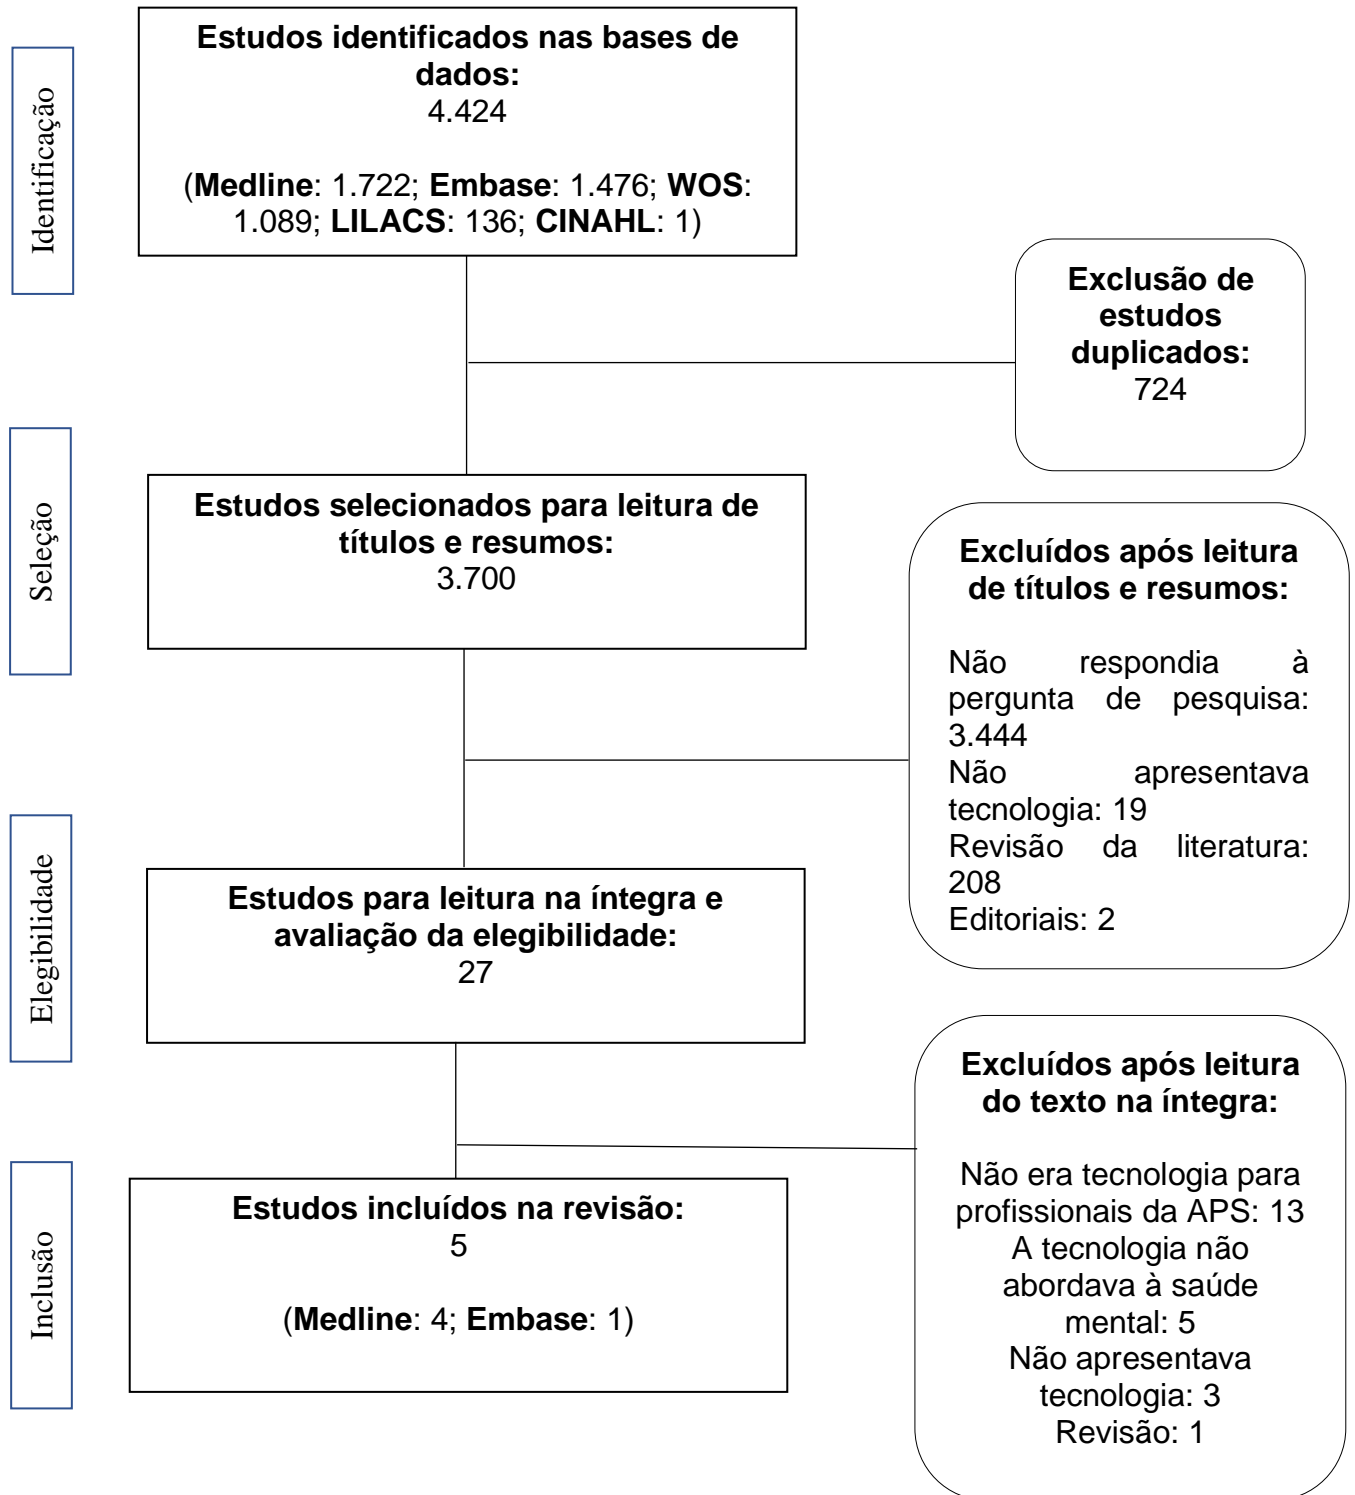 Identificação
Estudos identificados nas bases de
dados:
4.424
(Medline: 1.722; Embase: 1.476; WOS:
1.089; LILACS: 136; CINAHL: 1)
Exclusão de
estudos
duplicados:
724
Seleção
Estudos selecionados para leitura de
títulos e resumos:
3.700
Excluídos após leitura
de títulos e resumos:
Não respondia à
pergunta de pesquisa:
3.444
Não apresentava
tecnologia: 19
Revisão da literatura:
208
Editoriais: 2
Elegibilidade
Estudos para leitura na íntegra e
avaliação da elegibilidade:
27
Excluídos após leitura
do texto na íntegra:
Não era tecnologia para
profissionais da APS: 13
A tecnologia não
abordava à saúde
mental: 5
Não apresentava
tecnologia: 3
Revisão: 1
Inclusão
Estudos incluídos na revisão:
5
(Medline: 4; Embase: 1)